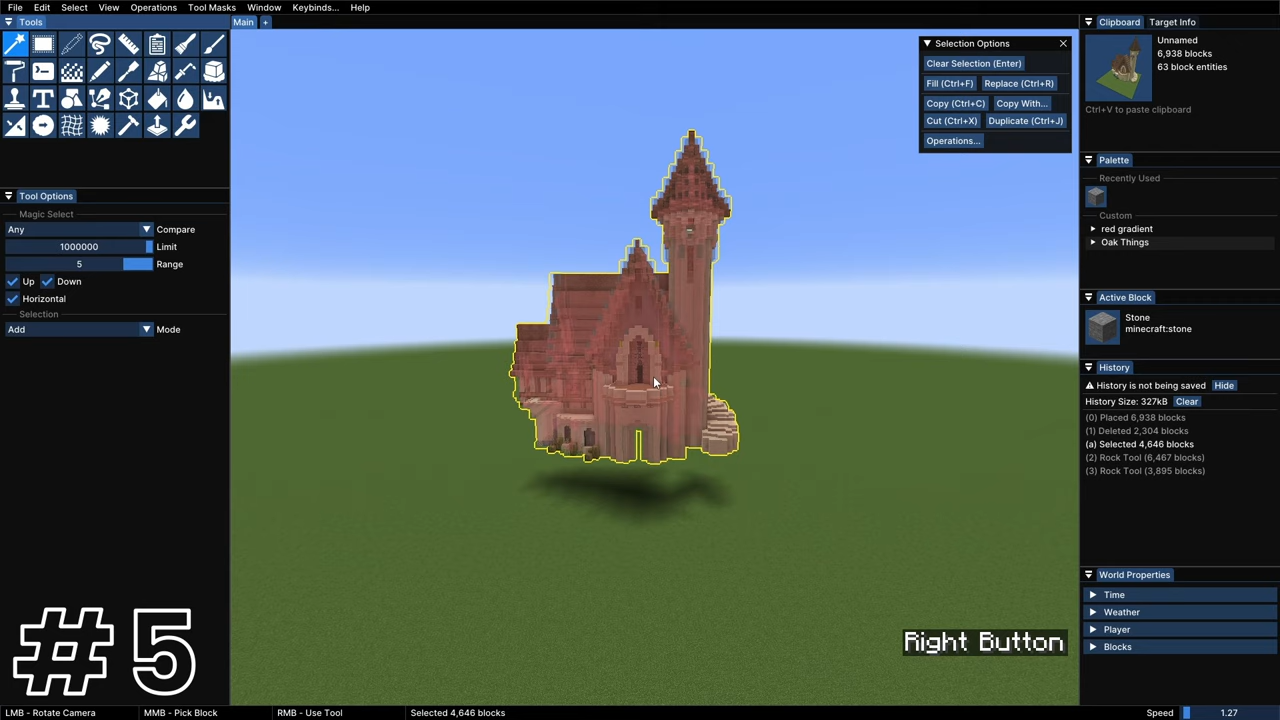 File Edit Select View Operations Tool Masks Window Keybinds... Help
Tools
Main +
Tool Options
Magic Select
Any Compare
1000000 Limit
5 Range
Up Down
Horizontal
Selection
Add Mode
Selection Options
Clear Selection (Enter)
Fill (Ctrl+F) Replace (Ctrl+R)
Copy (Ctrl+C) Copy With...
Cut (Ctrl+X) Duplicate (Ctrl+J)
Operations...
Clipboard Target Info
Unnamed
6,938 blocks
63 block entities
Ctrl+V to paste clipboard
Palette
Recently Used
Custom
red gradient
Oak Things
Active Block
Stone
minecraft:stone
History
History is not being saved Hide
History Size: 327kB Clear
(0) Placed 6,938 blocks
(1) Deleted 2,304 blocks
(a) Selected 4,646 blocks
(2) Rock Tool (6,467 blocks)
(3) Rock Tool (3,895 blocks)
World Properties
Time
Weather
Player
Blocks
#5
Right Button
LMB - Rotate Camera MMB - Pick Block RMB - Use Tool Selected 4,646 blocks Speed 1.27